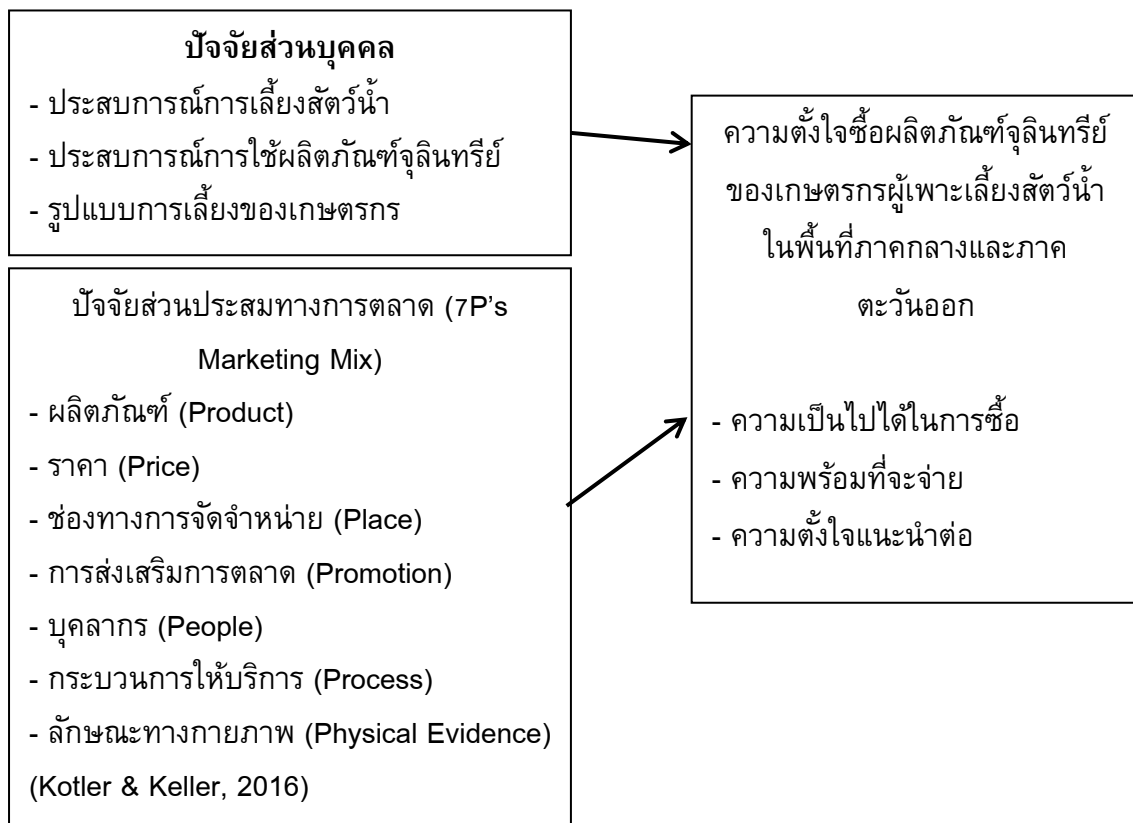 ปัจจัยส่วนบุคคล
- ประสบการณ์การเลี้ยงสัตว์น้ำ
- ประสบการณ์การใช้ผลิตภัณฑ์จุลินทรีย์
- รูปแบบการเลี้ยงของเกษตรกร
ปัจจัยส่วนประสมทางการตลาด (7P's
Marketing Mix)
- ผลิตภัณฑ์ (Product)
- ราคา (Price)
- ช่องทางการจัดจำหน่าย (Place)
- การส่งเสริมการตลาด (Promotion)
- บุคลากร (People)
- กระบวนการให้บริการ (Process)
- ลักษณะทางกายภาพ (Physical Evidence)
(Kotler & Keller, 2016)
ความตั้งใจซื้อผลิตภัณฑ์จุลินทรีย์
ของเกษตรกรผู้เพาะเลี้ยงสัตว์น้ำ
ในพื้นที่ภาคกลางและภาค
ตะวันออก
- ความเป็นไปได้ในการซื้อ
- ความพร้อมที่จะจ่าย
- ความตั้งใจแนะนำต่อ